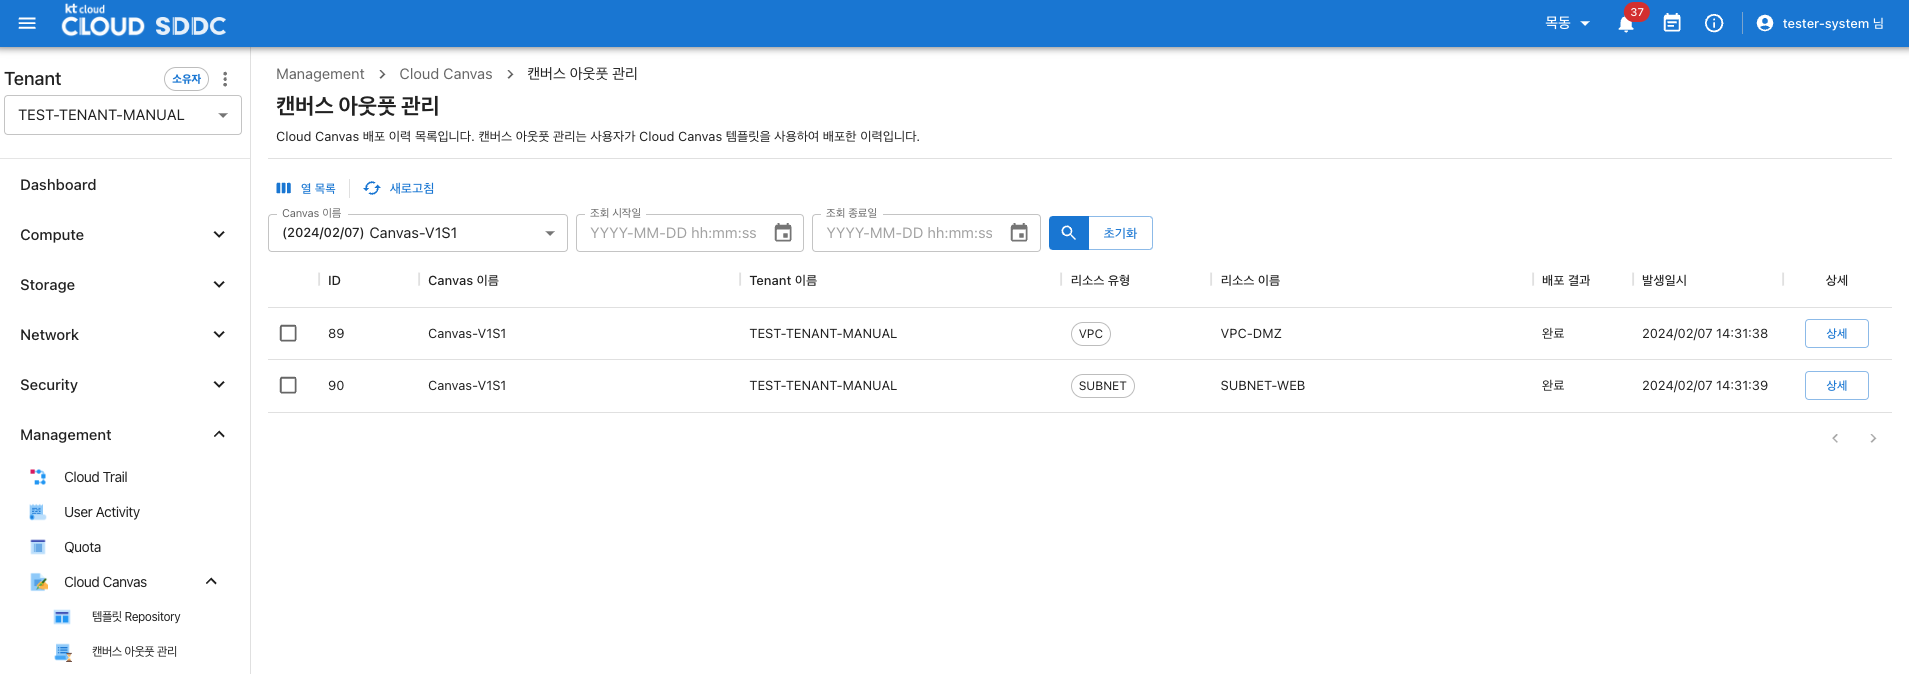 kt cloud
CLOUD SDDC
목동
37
tester-system 님
Tenant
소유자
TEST-TENANT-MANUAL
Dashboard
Compute
Storage
Network
Security
Management
Cloud Trail
User Activity
Quota
Cloud Canvas
템플릿 Repository
캔버스 아웃풋 관리
Management > Cloud Canvas > 캔버스 아웃풋 관리
캔버스 아웃풋 관리
Cloud Canvas 배포 이력 목록입니다. 캔버스 아웃풋 관리는 사용자가 Cloud Canvas 템플릿을 사용하여 배포한 이력입니다.
열 목록 새로고침
Canvas 이름 조회 시작일 조회 종료일
(2024/02/07) Canvas-V1S1 YYYY-MM-DD hh:mm:ss YYYY-MM-DD hh:mm:ss 초기화
ID Canvas 이름 Tenant 이름 리소스 유형 리소스 이름 배포 결과 발생일시 상세
89 Canvas-V1S1 TEST-TENANT-MANUAL VPC VPC-DMZ 완료 2024/02/07 14:31:38 상세
90 Canvas-V1S1 TEST-TENANT-MANUAL SUBNET SUBNET-WEB 완료 2024/02/07 14:31:39 상세